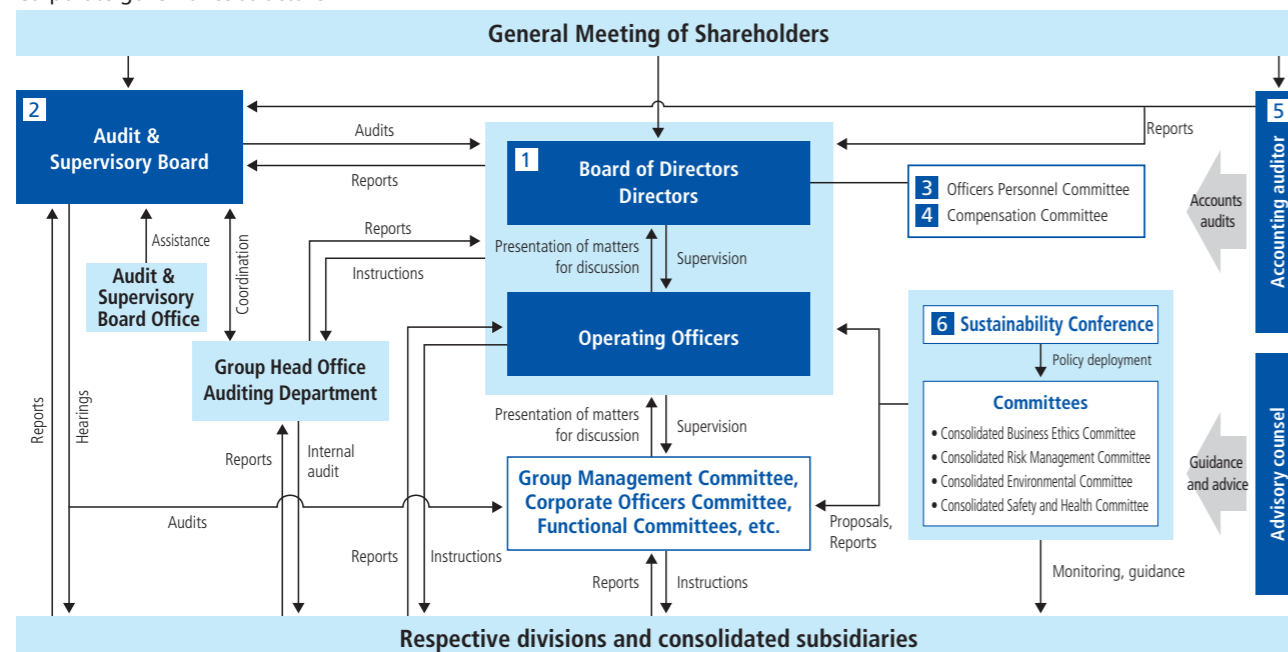 General Meeting of Shareholders
2
Audit &
Supervisory Board
Audits
Reports
1
Board of Directors
Directors
Reports
5
Accounting auditor
3 Officers Personnel Committee
4 Compensation Committee
Accounts
audits
Assistance
Coordination
Reports
Instructions
Presentation of matters
for discussion
Supervision
Audit &
Supervisory
Board Office
Operating Officers
6 Sustainability Conference
Policy deployment
Group Head Office
Auditing Department
Committees
• Consolidated Business Ethics Committee
• Consolidated Risk Management Committee
• Consolidated Environmental Committee
• Consolidated Safety and Health Committee
Guidance
and advice
Advisory counsel
Reports
Hearings
Reports
Internal
audit
Presentation of matters
for discussion
Supervision
Group Management Committee,
Corporate Officers Committee,
Functional Committees, etc.
Audits
Proposals,
Reports
Reports
Instructions
Reports
Instructions
Monitoring, guidance
Respective divisions and consolidated subsidiaries